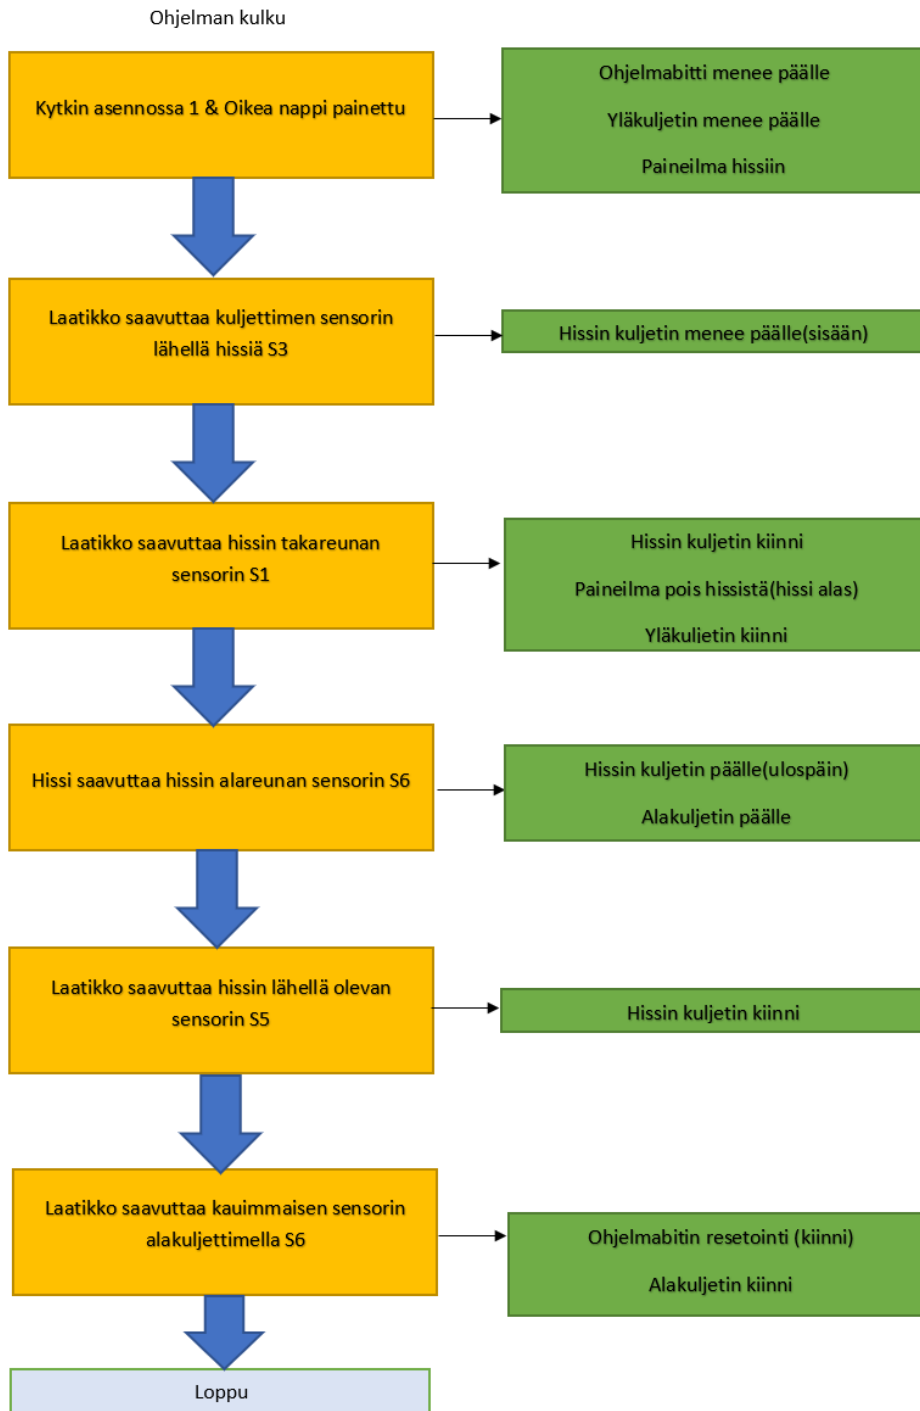 Ohjelman kulku
Kytkin asennossa 1 & Oikea nappi painettu
Ohjelmabitti menee päälle
Yläkuljetin menee päälle
Paineilma hissiin
Laatikko saavuttaa kuljettimen sensorin
lähellä hissiä S3
Hissin kuljetin menee päälle(sisään)
Laatikko saavuttaa hissin takareunan
sensorin S1
Hissin kuljetin kiinni
Paineilma pois hissistä(hissi alas)
Yläkuljetin kiinni
Hissi saavuttaa hissin alareunan sensorin S6
Hissin kuljetin päälle(ulospäin)
Alakuljetin päälle
Laatikko saavuttaa hissin lähellä olevan
sensorin S5
Hissin kuljetin kiinni
Laatikko saavuttaa kauimmaisen sensorin
alakuljettimella S6
Ohjelmabitin resetointi (kiinni)
Alakuljetin kiinni
Loppu